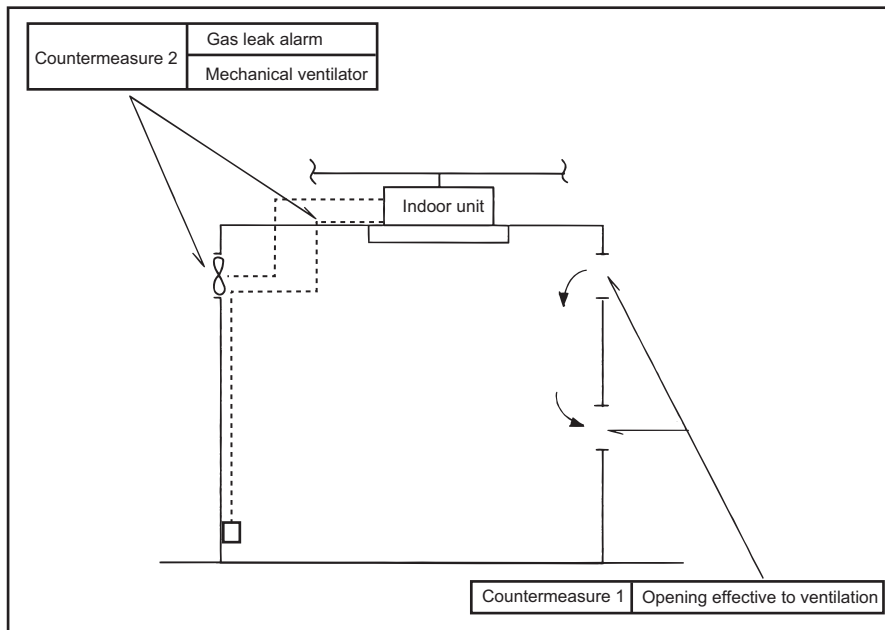 Countermeasure 2
Gas leak alarm
Mechanical ventilator
Indoor unit
Countermeasure 1
Opening effective to ventilation